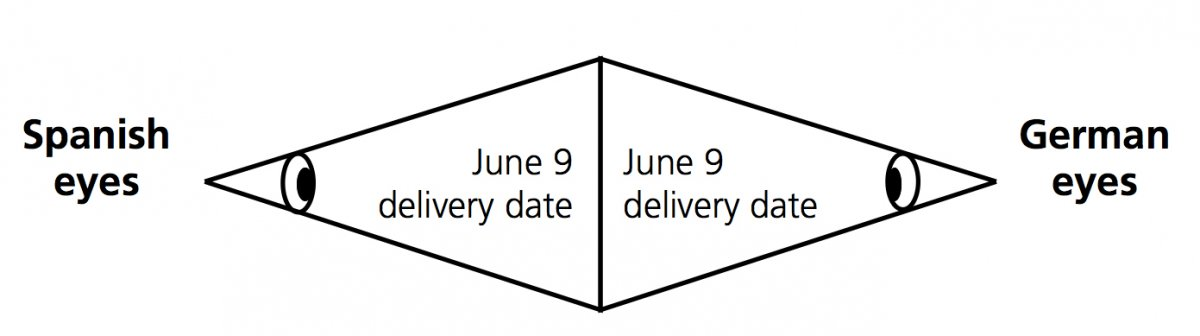 Spanish
eyes
June 9
delivery date
June 9
delivery date
German
eyes